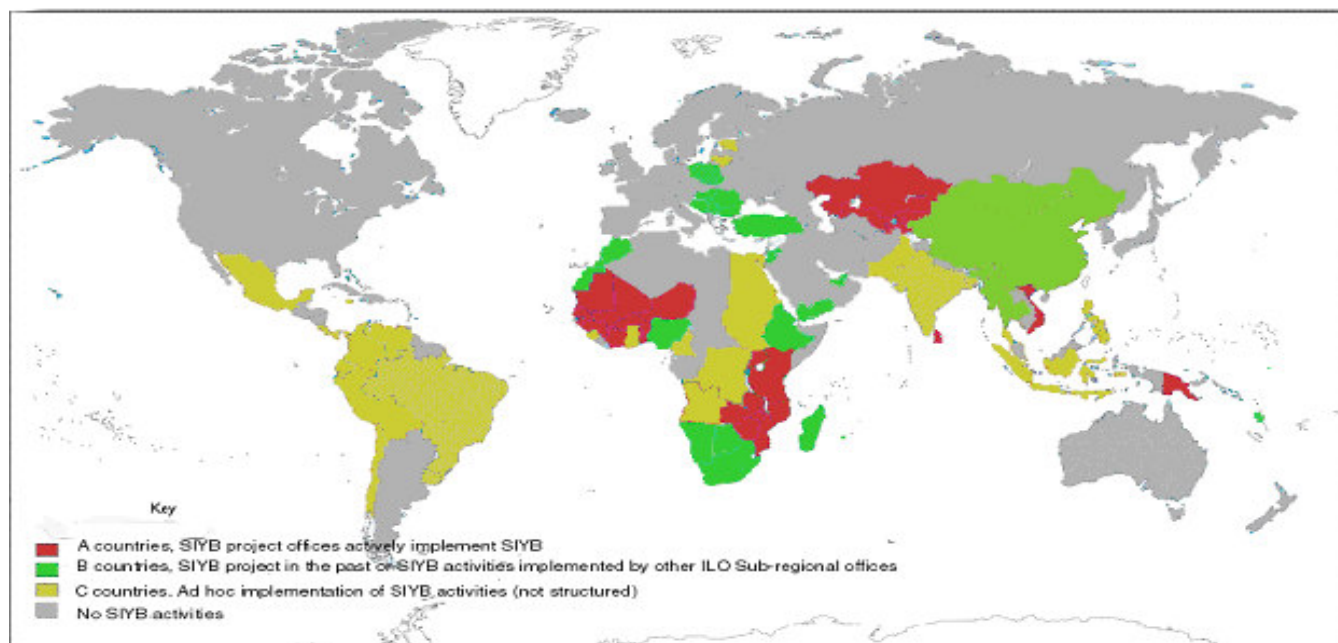 Key
A countries, SIYB project offices actively implement SIYB
B countries, SIYB project in the past or SIYB activities implemented by other ILO Sub-regional offices
C countries. Ad hoc implementation of SIYB activities (not structured)
No SIYB activities